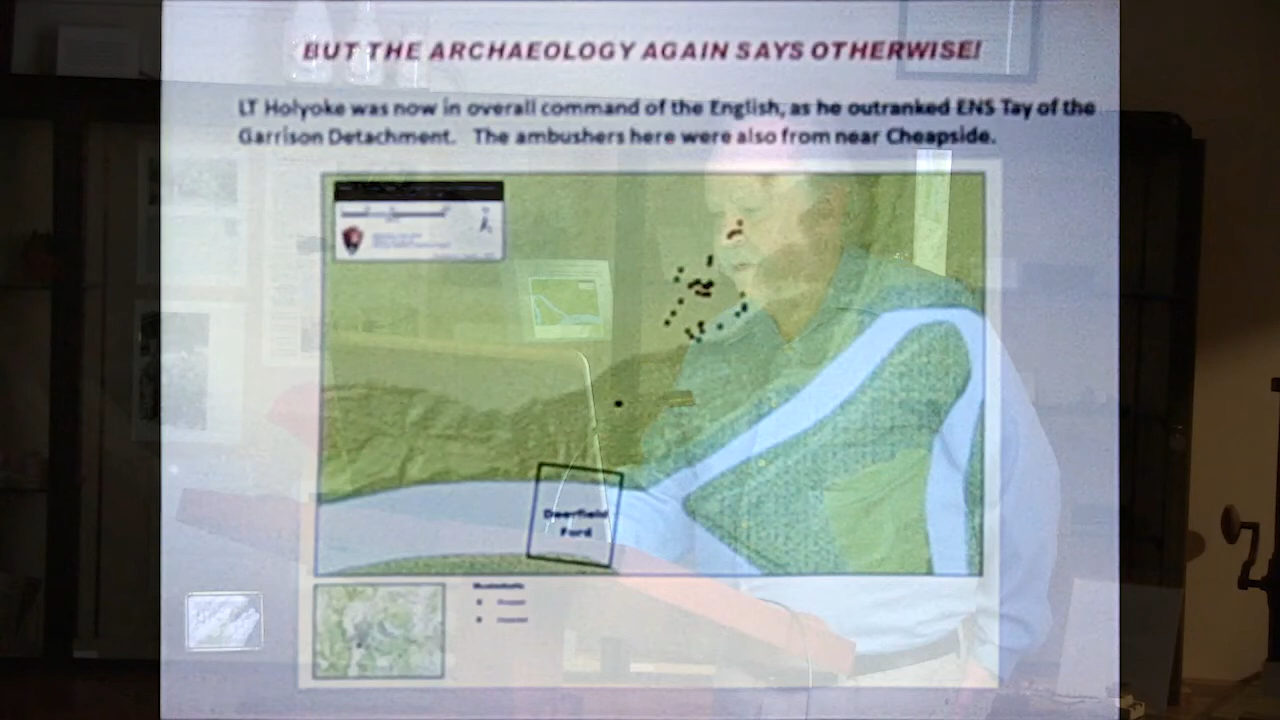 BUT THE ARCHAEOLOGY AGAIN SAYS OTHERWISE!
LT Holyoke was now in overall command of the English, as he outranked ENS Tay of the
Garrison Detachment. The ambushers here were also from near Cheapside.
Deerfield
Ford